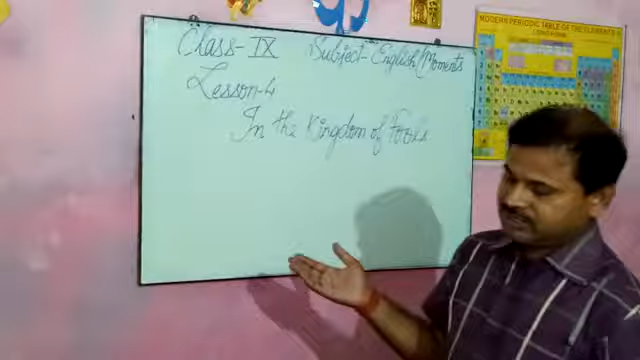 Class-IX Subject-English(Moments
Lesson-4
In the Kingdom of Fools
MODERN PERIODIC TABLE OF THE ELEMENTS